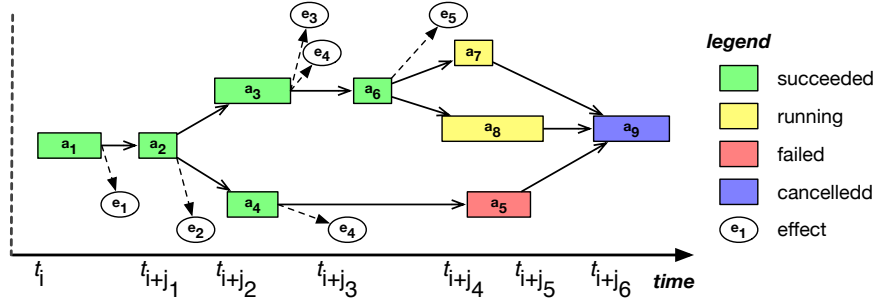 e3
e4
e5
a7
legend
succeeded
a3
a6
running
a1
a2
a8
a9
failed
a4
a5
cancelledd
e1
e2
e4
e1
effect
ti
ti+j1
ti+j2
ti+j3
ti+j4
ti+j5
ti+j6
time